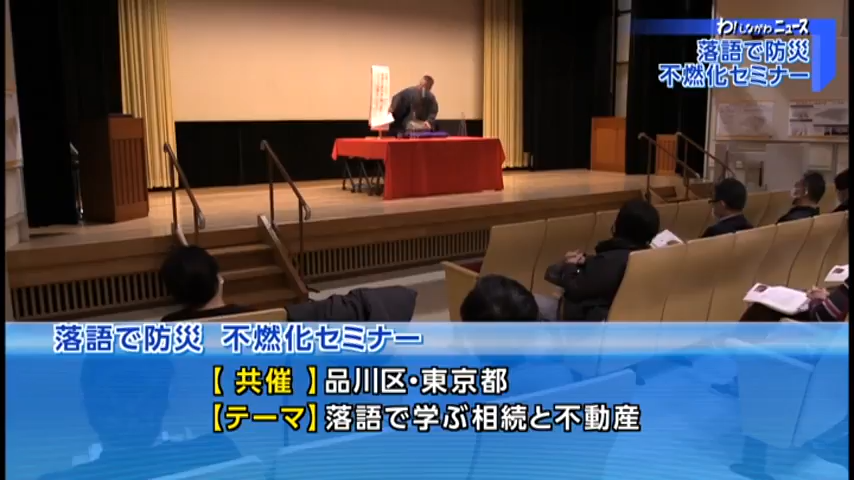 わ!しながわニュース
落語で防災
不燃化セミナー
落語で防災 不燃化セミナー
【 共催 】品川区・東京都
【テーマ】落語で学ぶ相続と不動産